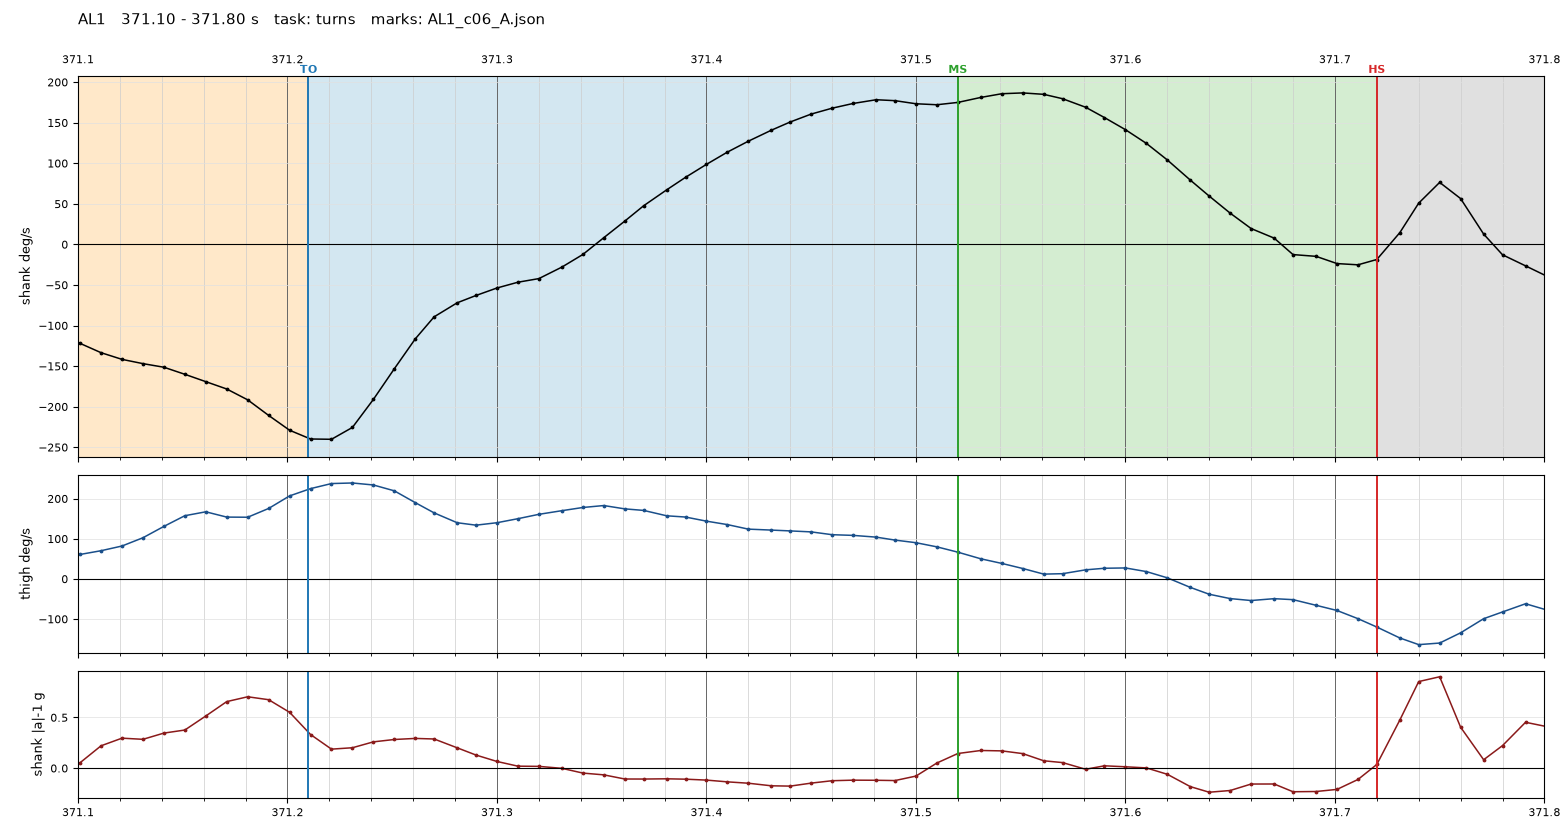 AL1   371.10 - 371.80 s   task: turns   marks: AL1_c06_A.json
371.1 371.2 371.3 371.4 371.5 371.6 371.7 371.8
TO MS HS
200
150
100
50
0
−50
−100
−150
−200
−250
shank deg/s
200
100
0
−100
thigh deg/s
0.5
0.0
shank |a|-1 g
371.1 371.2 371.3 371.4 371.5 371.6 371.7 371.8